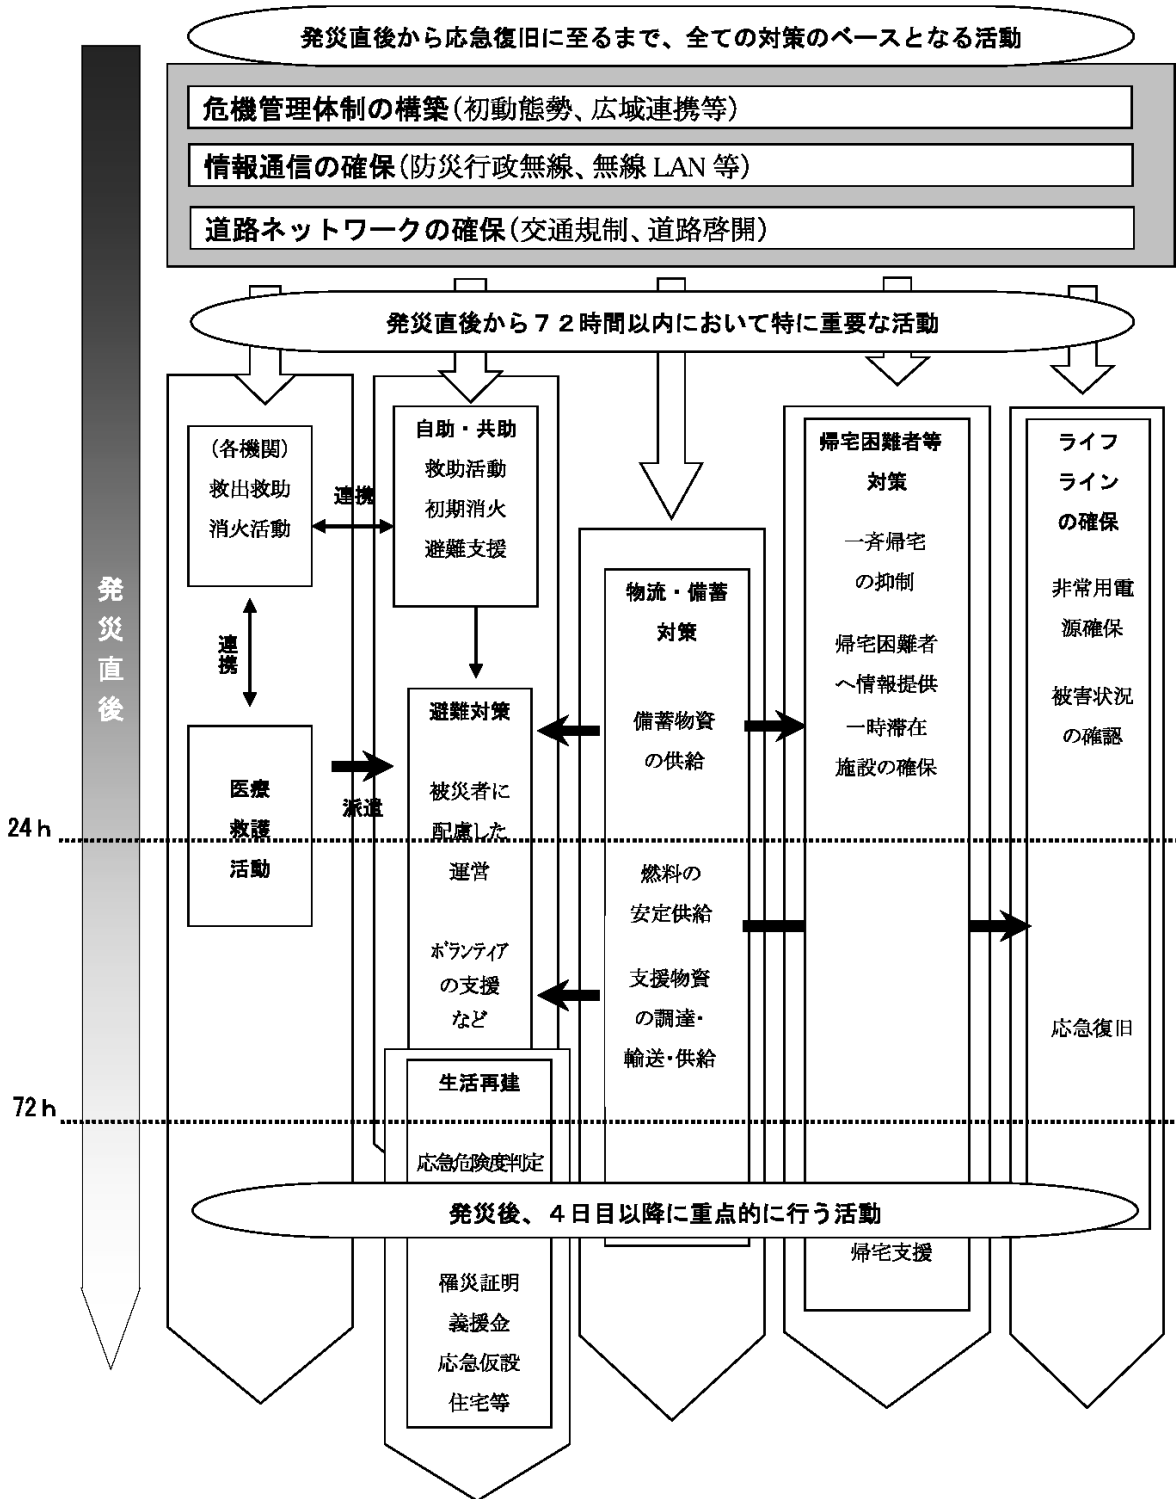 発災直後から応急復旧に至るまで、全ての対策のベースとなる活動
危機管理体制の構築(初動態勢、広域連携等)
情報通信の確保(防災行政無線、無線 LAN 等)
道路ネットワークの確保(交通規制、道路啓開)
発災直後から７２時間以内において特に重要な活動
発災直後
(各機関)
救出救助
消火活動
連携
連携
医療
救護
活動
派遣
自助・共助
救助活動
初期消火
避難支援
避難対策
被災者に
配慮した
運営
ボランティア
の支援
など
生活再建
応急危険度判定
物流・備蓄
対策
備蓄物資
の供給
燃料の
安定供給
支援物資
の調達・
輸送・供給
帰宅困難者等
対策
一斉帰宅
の抑制
帰宅困難者
へ情報提供
一時滞在
施設の確保
ライフ
ラインの確保
非常用電
源確保
被害状況
の確認
応急復旧
24ｈ
72ｈ
発災後、４日目以降に重点的に行う活動
罹災証明
義援金
応急仮設
住宅等
帰宅支援